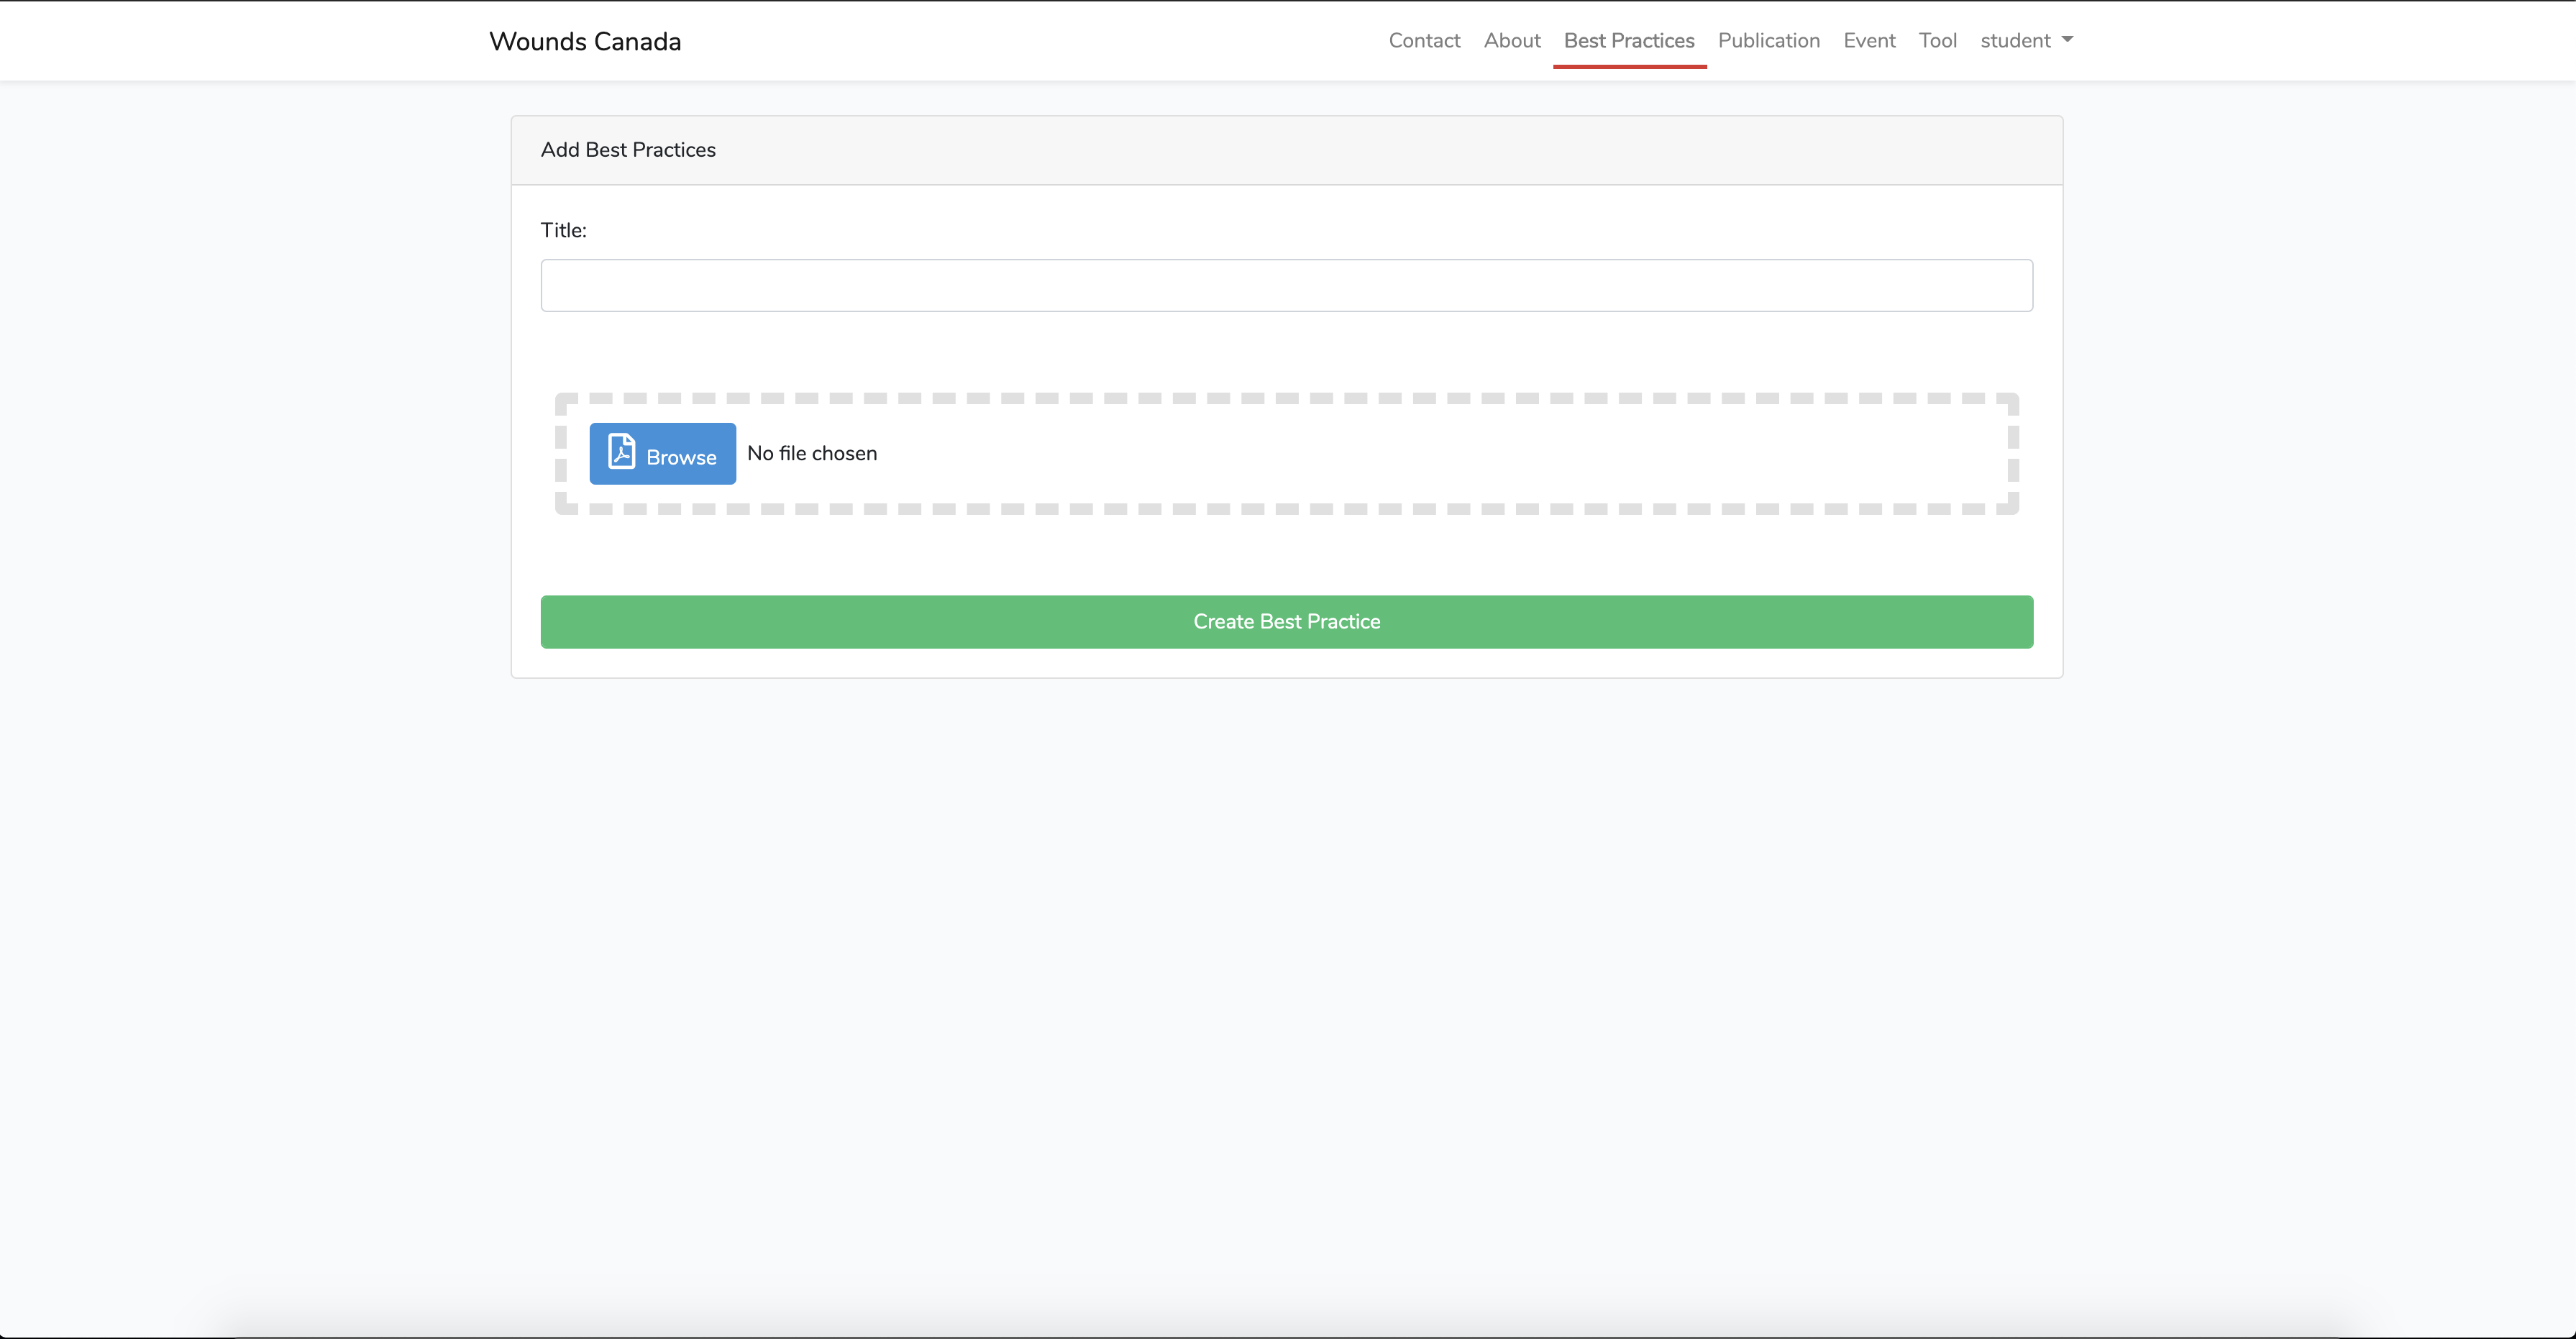 Wounds Canada
Contact About Best Practices Publication Event Tool student
Add Best Practices
Title:
Browse No file chosen
Create Best Practice